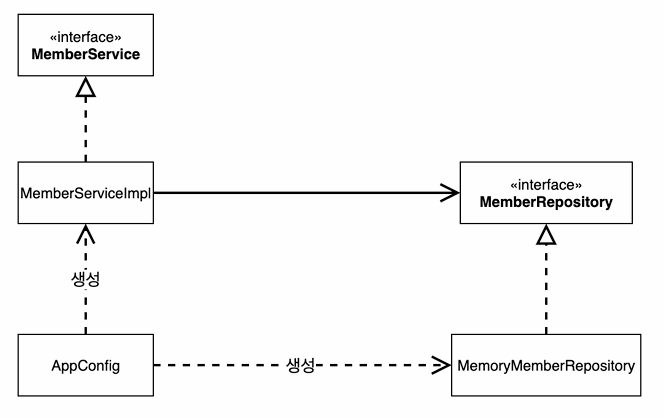 «interface»
MemberService
MemberServiceImpl
«interface»
MemberRepository
생성
AppConfig
생성
MemoryMemberRepository